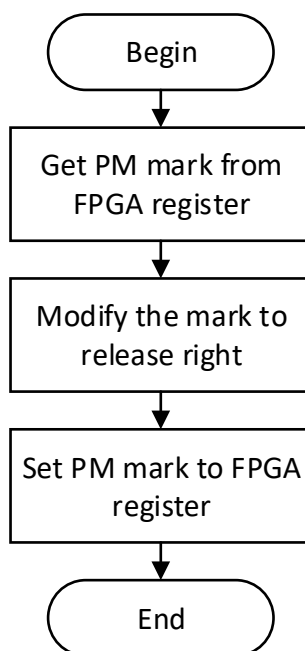 Begin
Get PM mark from
FPGA register
Modify the mark to
release right
Set PM mark to FPGA
register
End